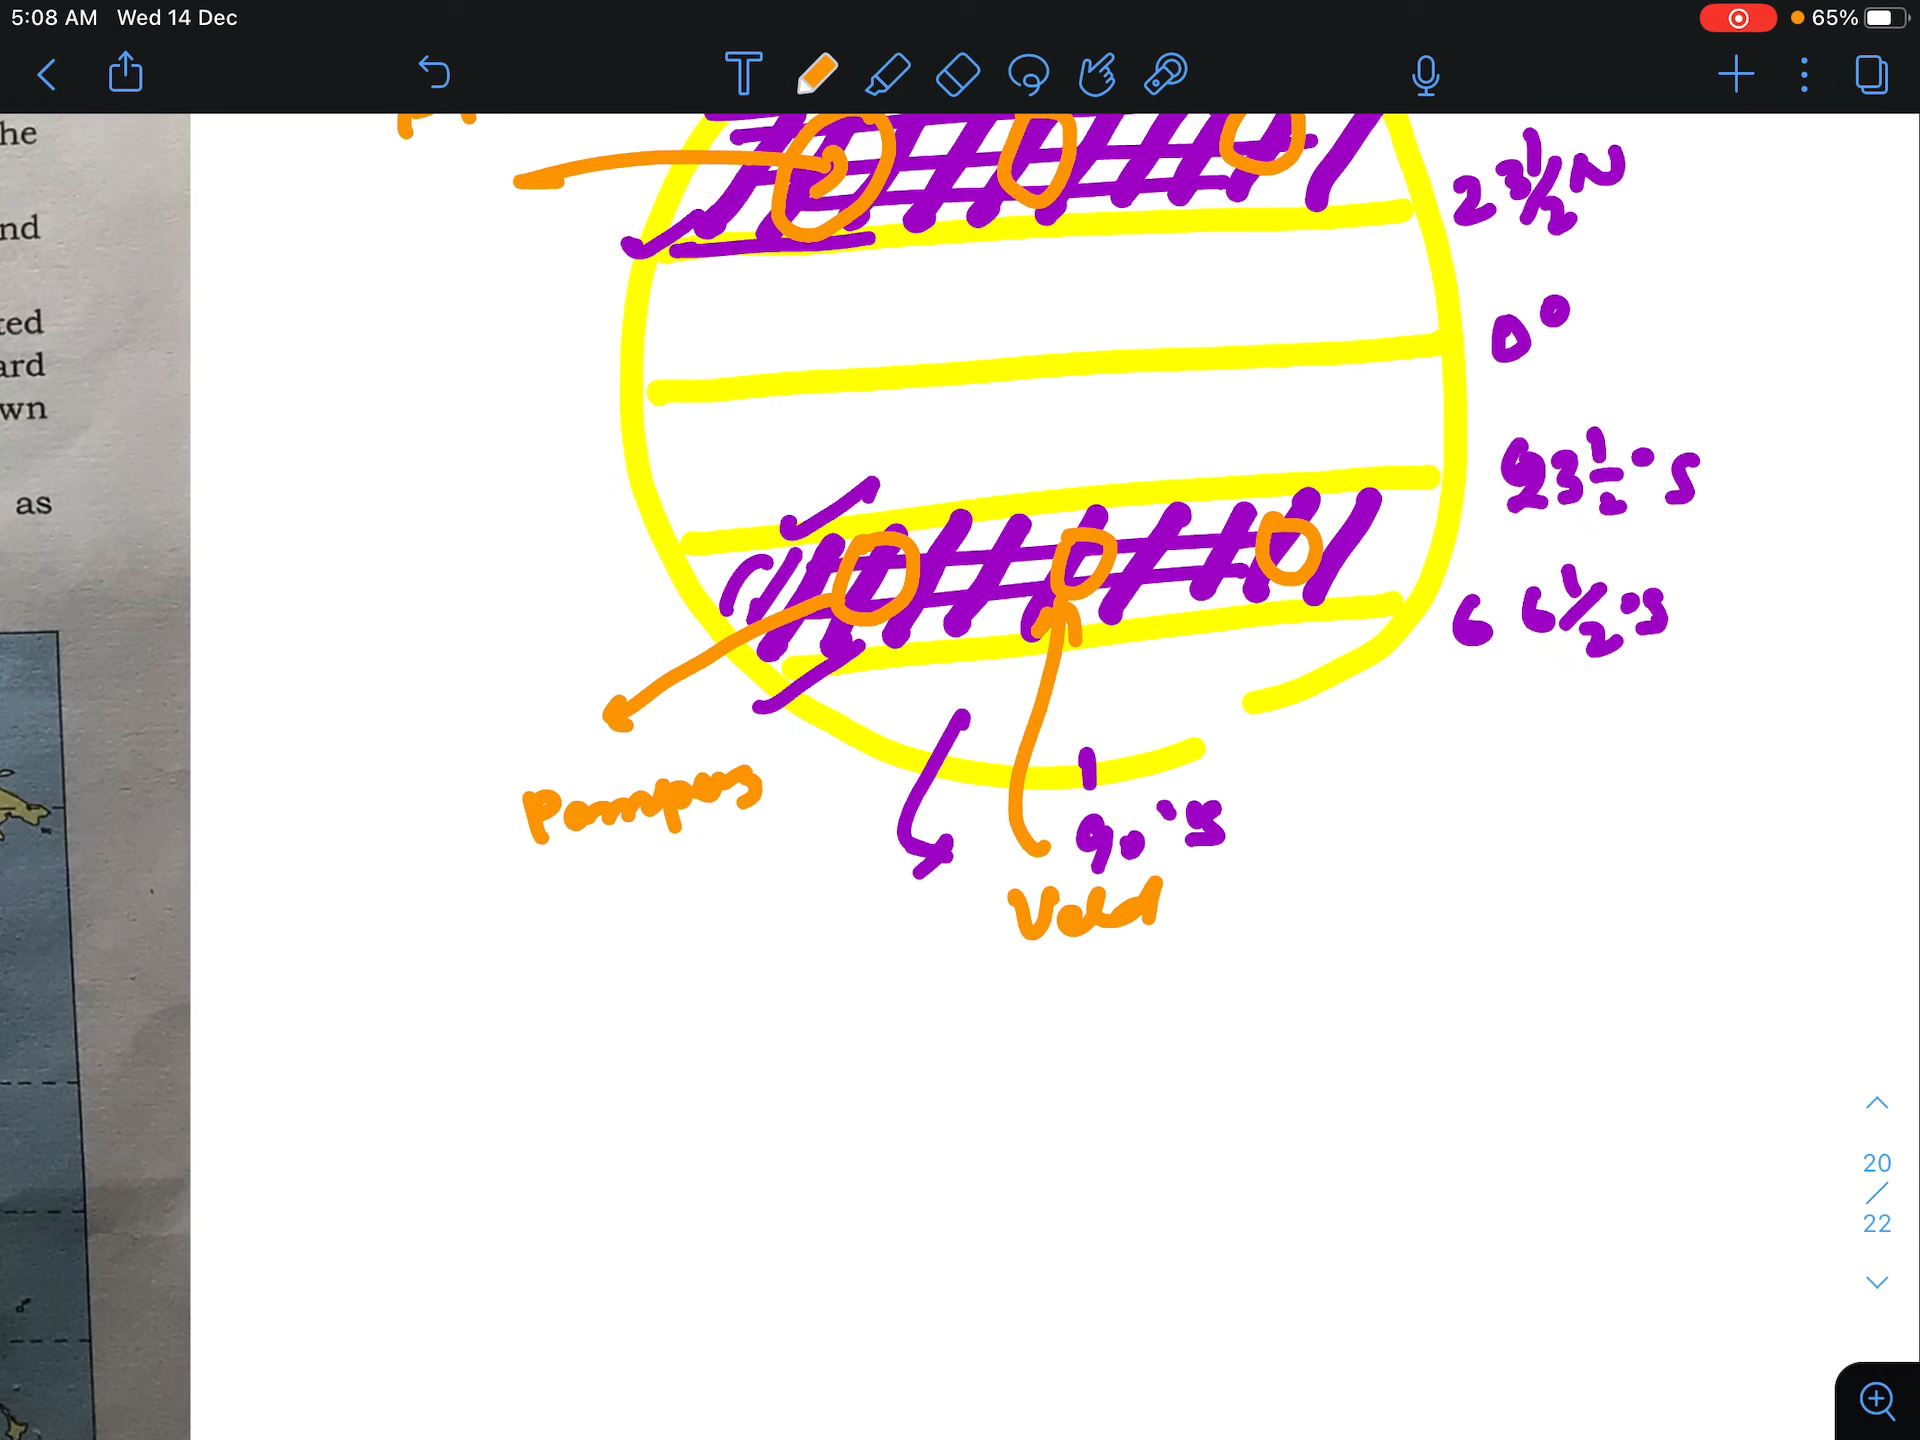 5:08 AM Wed 14 Dec
65%
he
nd
ted
ard
wn
as
T
23½N
0°
23½°S
66½°S
Pampas
90°S
Veld
20
/
22